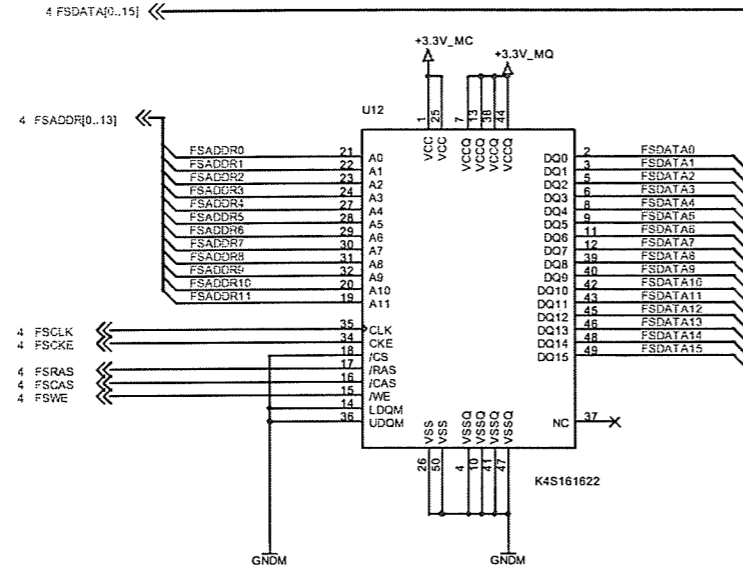 4 FSDATA[0..15]
+3.3V_MC
+3.3V_MQ
U12
1 25 7 13 38 44
VCC VCC VCCQ VCCQ VCCQ VCCQ
4 FSADDR[0..13]
FSADDR0 21 A0 DQ0 2 FSDATA0
FSADDR1 22 A1 DQ1 3 FSDATA1
FSADDR2 23 A2 DQ2 5 FSDATA2
FSADDR3 24 A3 DQ3 6 FSDATA3
FSADDR4 27 A4 DQ4 8 FSDATA4
FSADDR5 28 A5 DQ5 9 FSDATA5
FSADDR6 29 A6 DQ6 11 FSDATA6
FSADDR7 30 A7 DQ7 12 FSDATA7
FSADDR8 31 A8 DQ8 39 FSDATA8
FSADDR9 32 A9 DQ9 40 FSDATA9
FSADDR10 20 A10 DQ10 42 FSDATA10
FSADDR11 19 A11 DQ11 43 FSDATA11
DQ12 45 FSDATA12
4 FSCLK 35 CLK DQ13 46 FSDATA13
4 FSCKE 34 CKE DQ14 48 FSDATA14
18 /CS DQ15 49 FSDATA15
4 FSRAS 17 /RAS
4 FSCAS 16 /CAS
4 FSWE 15 /WE
14 LDQM
36 UDQM NC 37
VSS VSS VSSQ VSSQ VSSQ VSSQ
26 50 4 10 41 47
K4S161622
GNDM GNDM